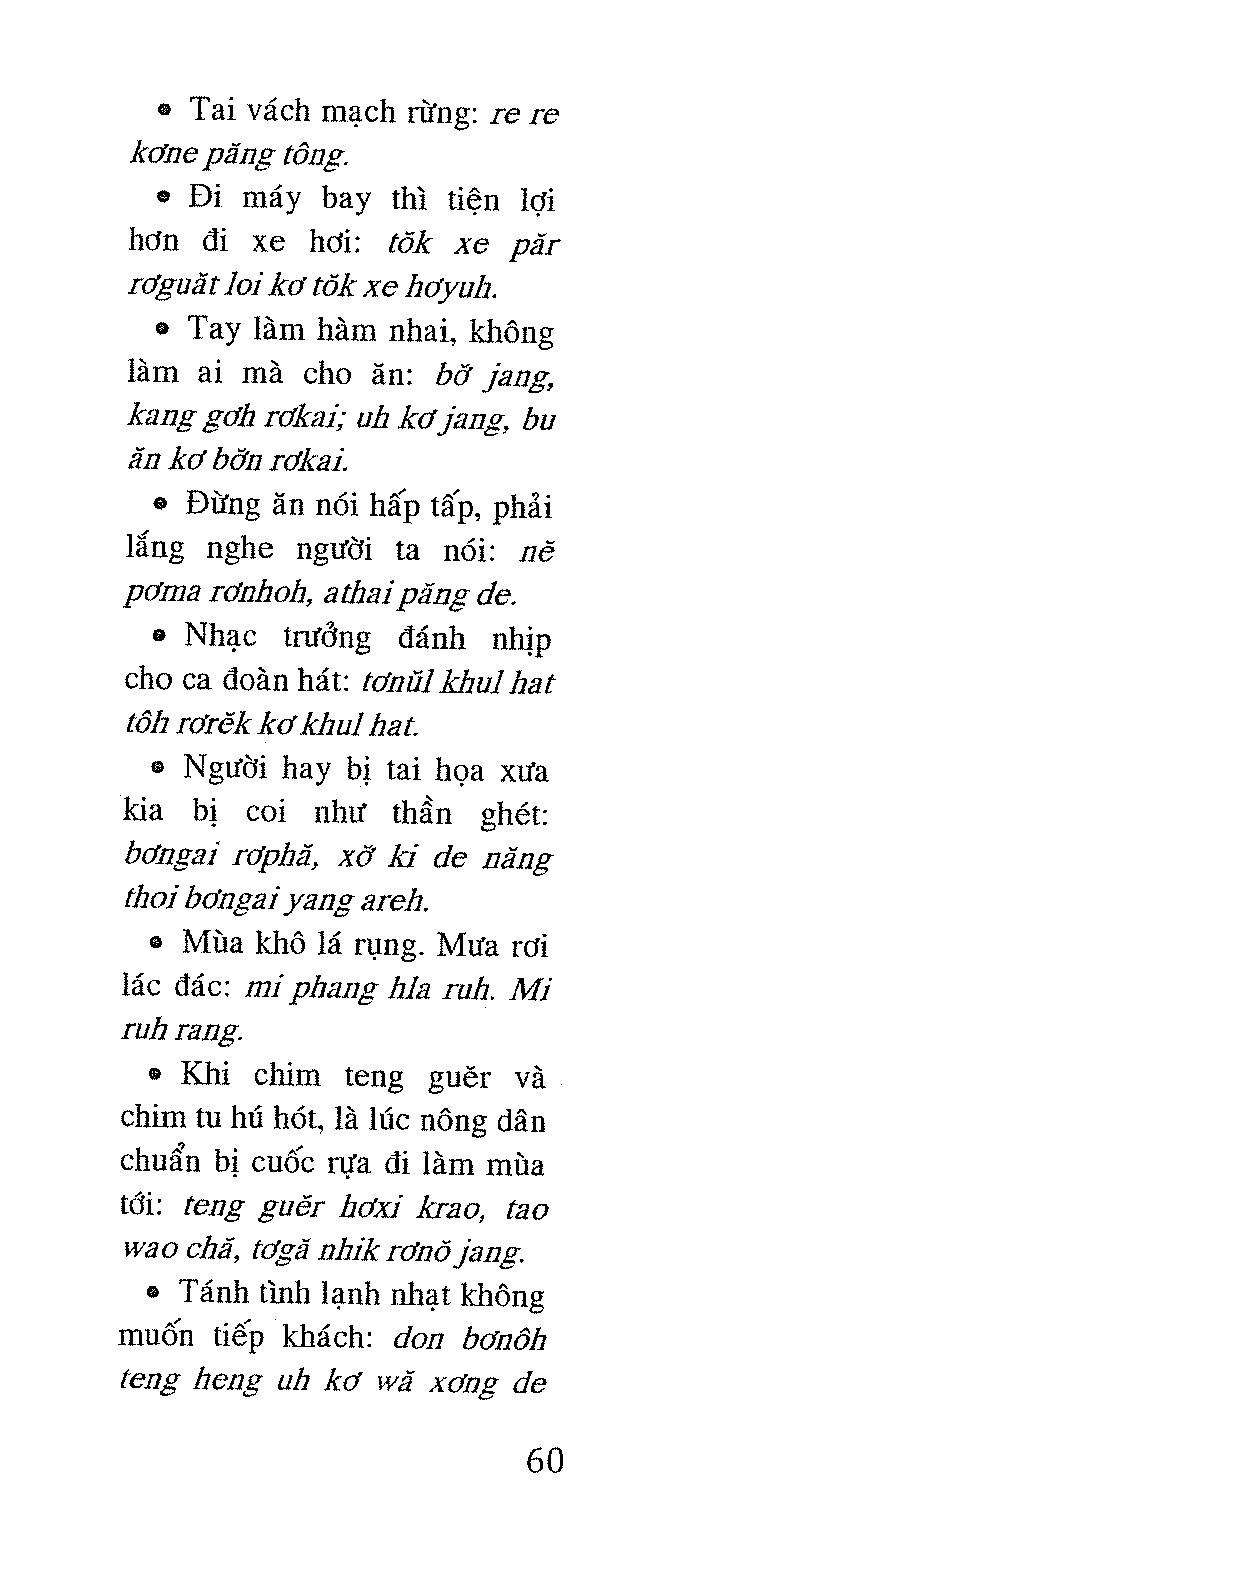 • Tai vách mạch rừng: re re
kơne păng tông.
• Đi máy bay thì tiện lợi
hơn đi xe hơi: tŏk xe păr
rơguăt loi kơ tŏk xe hơyuh.
• Tay làm hàm nhai, không
làm ai mà cho ăn: bơ̆ jang,
kang gơh rơkai; uh kơ jang, bu
ăn kơ bơ̆n rơkai.
• Đừng ăn nói hấp tấp, phải
lắng nghe người ta nói: nĕ
pơma rơnhoh, athai păng de.
• Nhạc trưởng đánh nhịp
cho ca đoàn hát: tơnŭl khul hat
tôh rơrĕk kơ khul hat.
• Người hay bị tai họa xưa
kia bị coi như thần ghét:
bơngai rơphă, xơ̆ ki de năng
thoi bơngai yang areh.
• Mùa khô lá rụng. Mưa rơi
lác đác: mi phang hla ruh. Mi
ruh rang.
• Khi chim teng guĕr và
chim tu hú hót, là lúc nông dân
chuẩn bị cuốc rựa đi làm mùa
tới: teng guĕr hơxi krao, tao
wao chă, tơgă nhik rơnŏ jang.
• Tánh tình lạnh nhạt không
muốn tiếp khách: don bơnôh
teng heng uh kơ wă xơng de
60